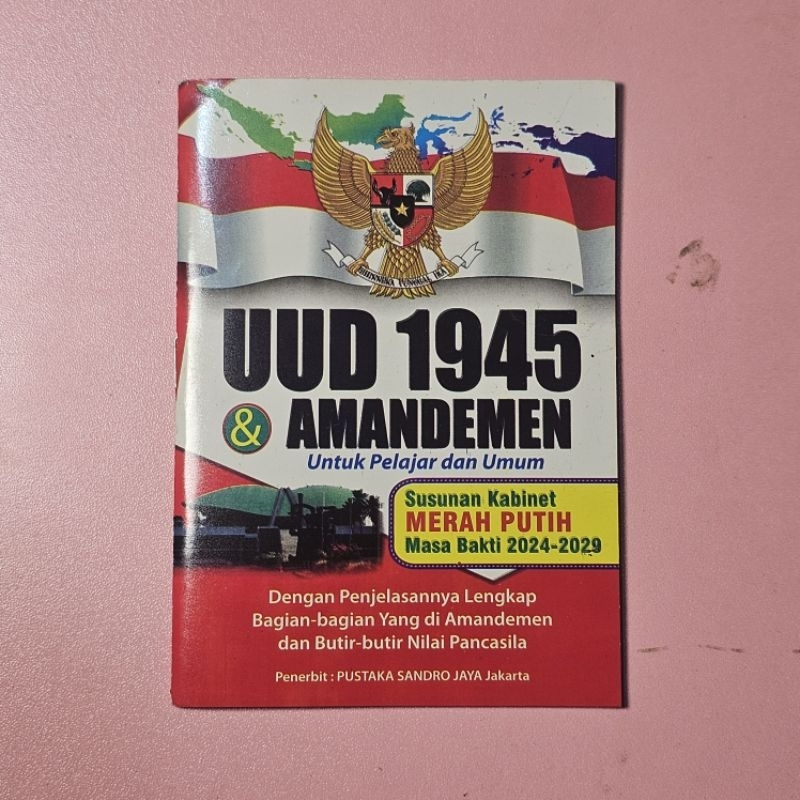 BHINNEKA TUNGGAL IKA
UUD 1945
& AMANDEMEN
Untuk Pelajar dan Umum
Susunan Kabinet
MERAH PUTIH
Masa Bakti 2024-2029
Dengan Penjelasannya Lengkap
Bagian-bagian Yang di Amandemen
dan Butir-butir Nilai Pancasila
Penerbit : PUSTAKA SANDRO JAYA Jakarta